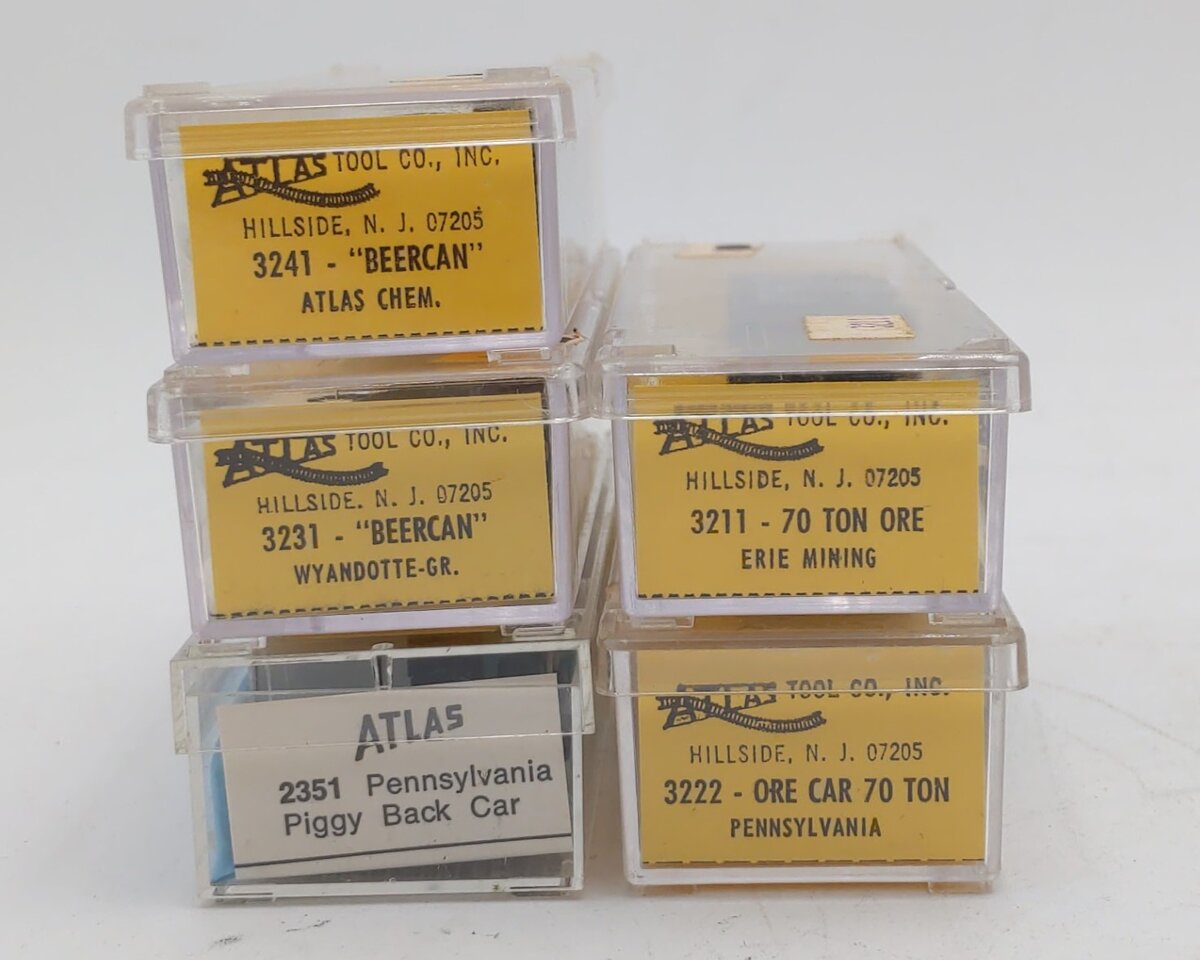 ATLAS TOOL CO., INC.
HILLSIDE, N. J. 07205
3241 - "BEERCAN"
ATLAS CHEM.
ATLAS TOOL CO., INC.
HILLSIDE. N. J. 07205
3231 - "BEERCAN"
WYANDOTTE-GR.
ATLAS
2351 Pennsylvania
Piggy Back Car
ATLAS TOOL CO., INC.
HILLSIDE, N. J. 07205
3211 - 70 TON ORE
ERIE MINING
ATLAS TOOL CO., INC.
HILLSIDE, N. J. 07205
3222 - ORE CAR 70 TON
PENNSYLVANIA